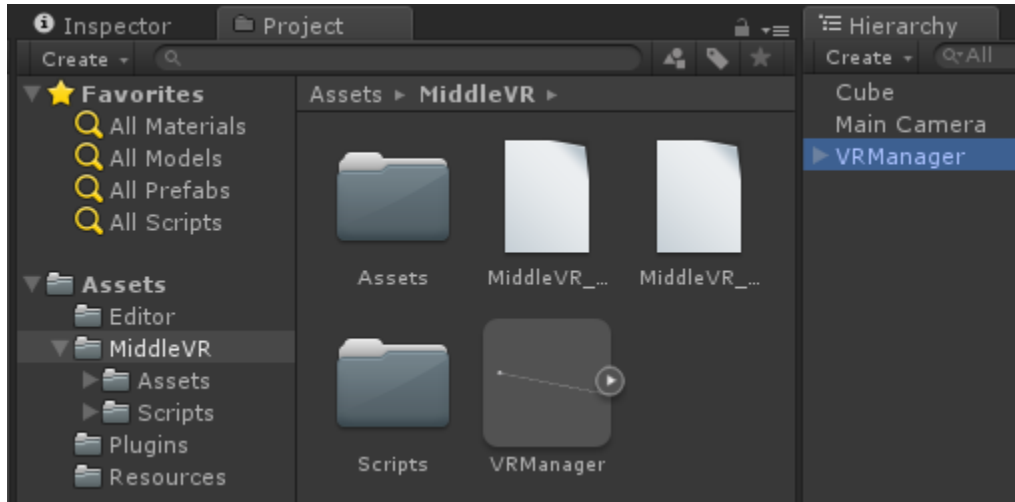 Inspector
Project
Create
Favorites
All Materials
All Models
All Prefabs
All Scripts
Assets
Editor
MiddleVR
Assets
Scripts
Plugins
Resources
Assets ▸ MiddleVR ▸
Assets
MiddleVR_...
MiddleVR_...
Scripts
VRManager
Hierarchy
Create
All
Cube
Main Camera
VRManager